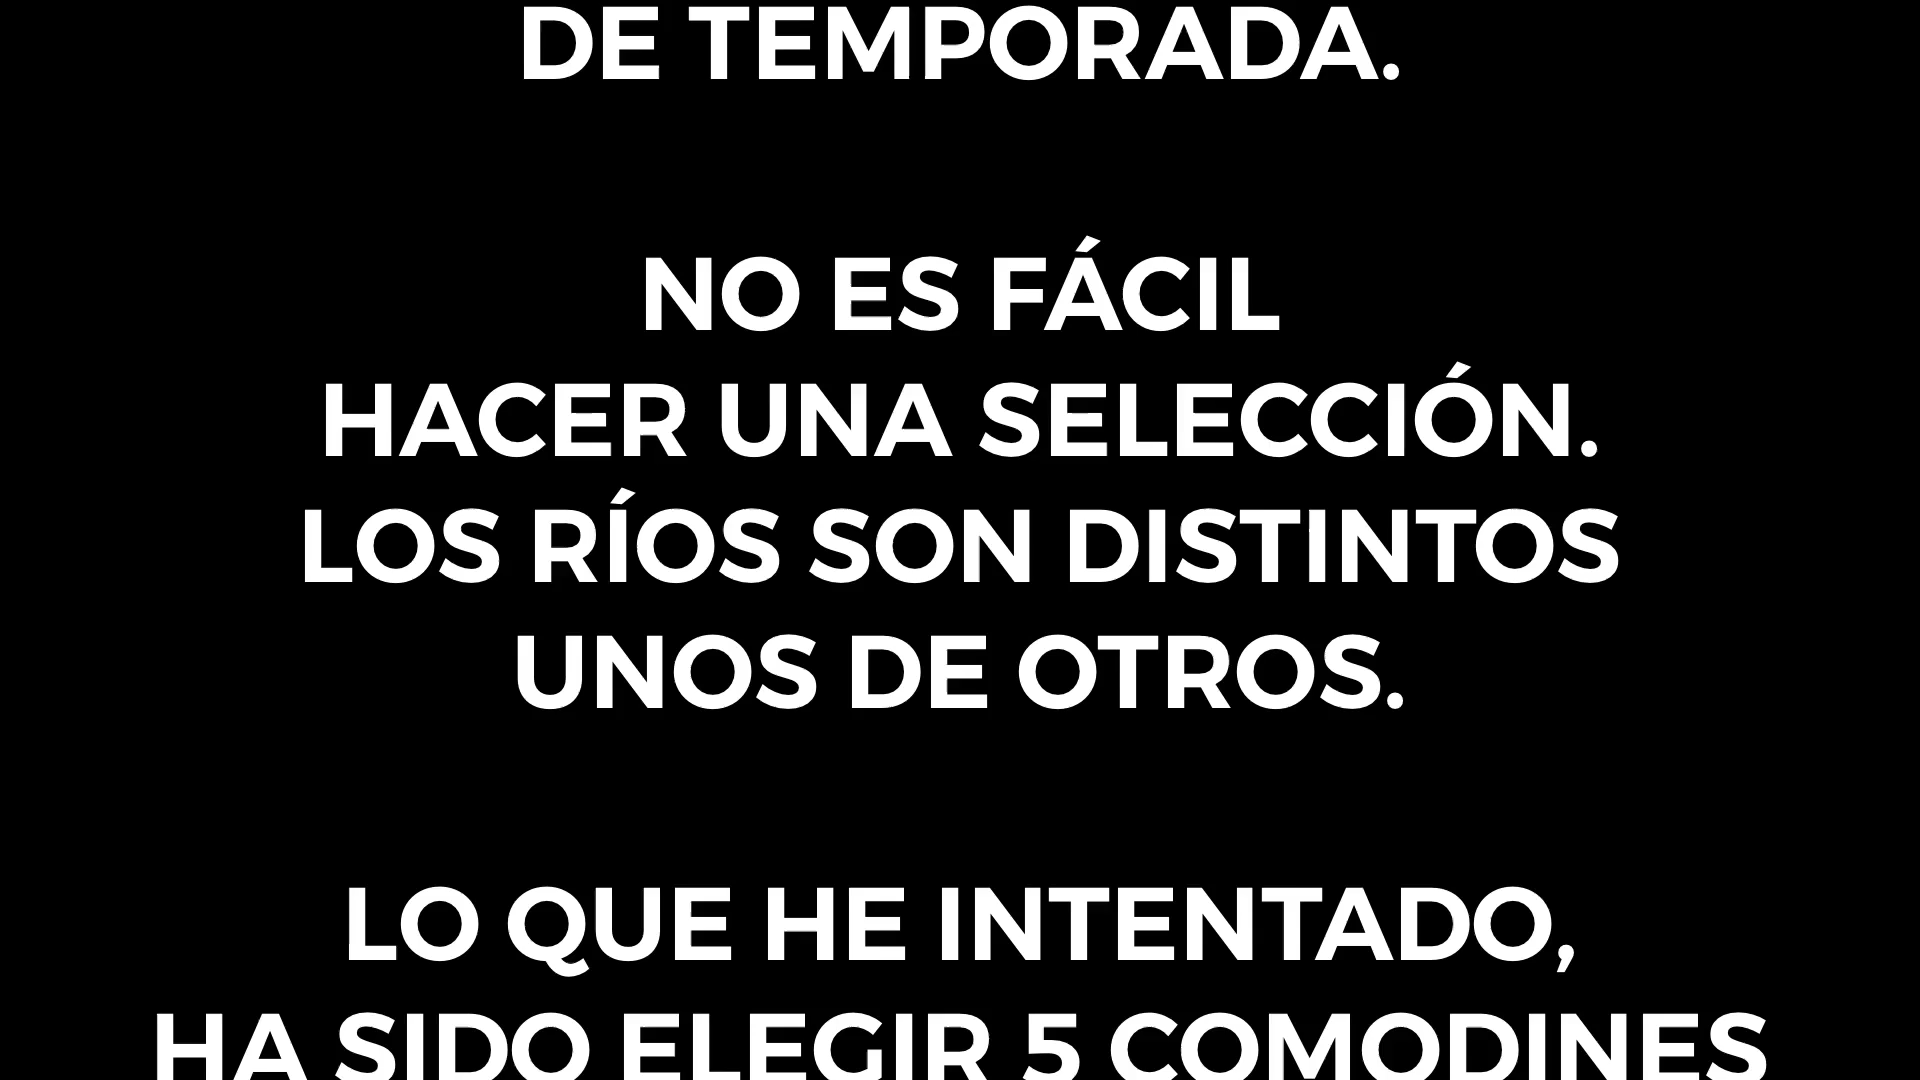 DE TEMPORADA.
NO ES FÁCIL
HACER UNA SELECCIÓN.
LOS RÍOS SON DISTINTOS
UNOS DE OTROS.
LO QUE HE INTENTADO,
HA SIDO ELEGIR 5 COMODINES